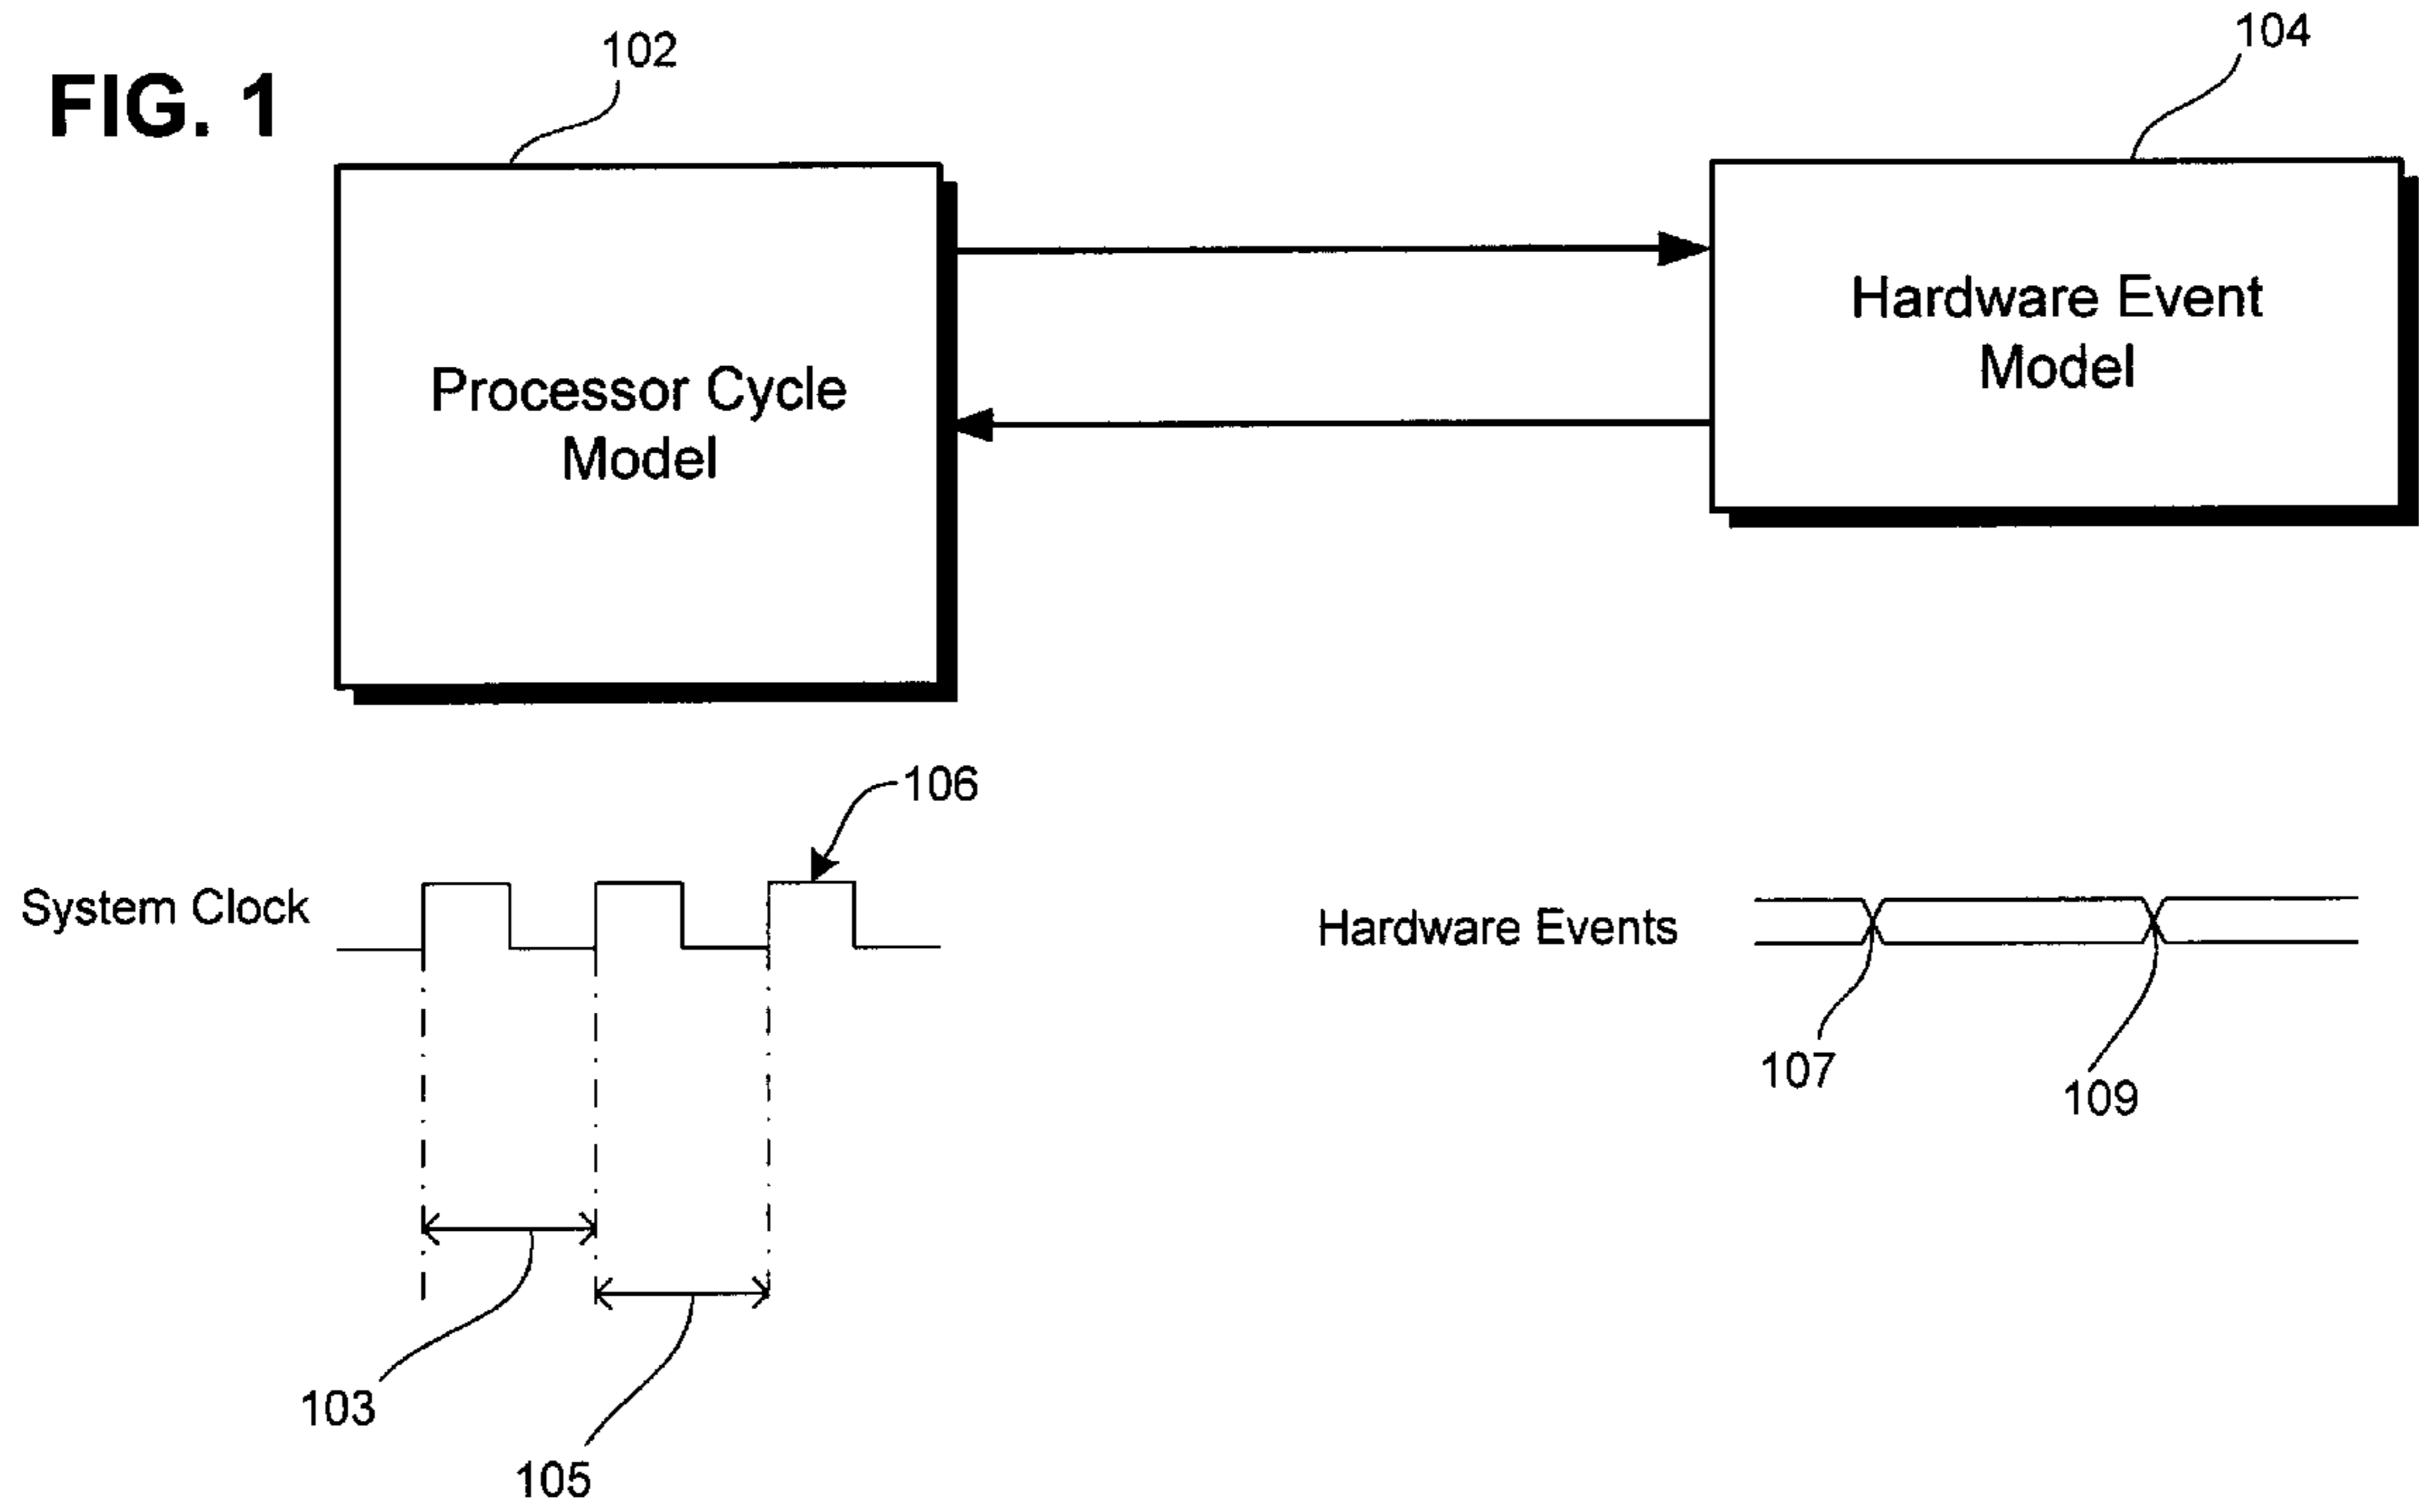 FIG. 1
102
104
Processor Cycle
Model
Hardware Event
Model
106
System Clock
Hardware Events
107
109
103
105